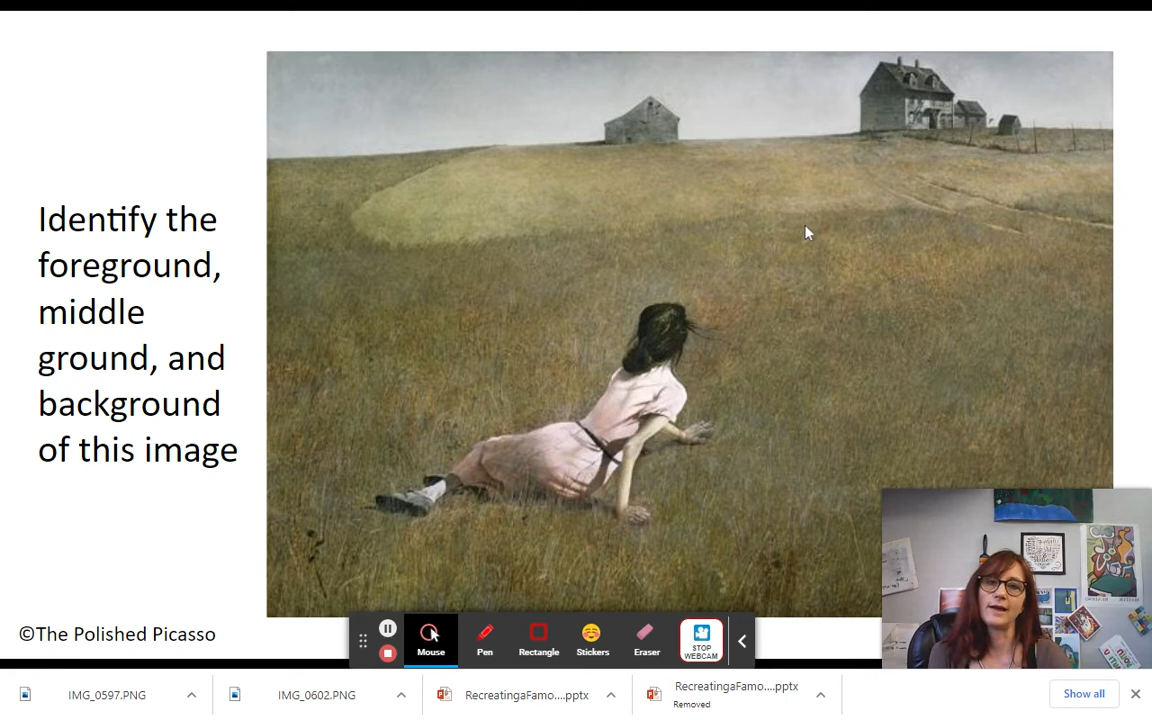 Identify the
foreground,
middle
ground, and
background
of this image
©The Polished Picasso
Mouse
Pen
Rectangle
Stickers
Eraser
STOP
WEBCAM
IMG_0597.PNG
IMG_0602.PNG
RecreatingaFamo....pptx
RecreatingaFamo....pptx
Removed
Show all